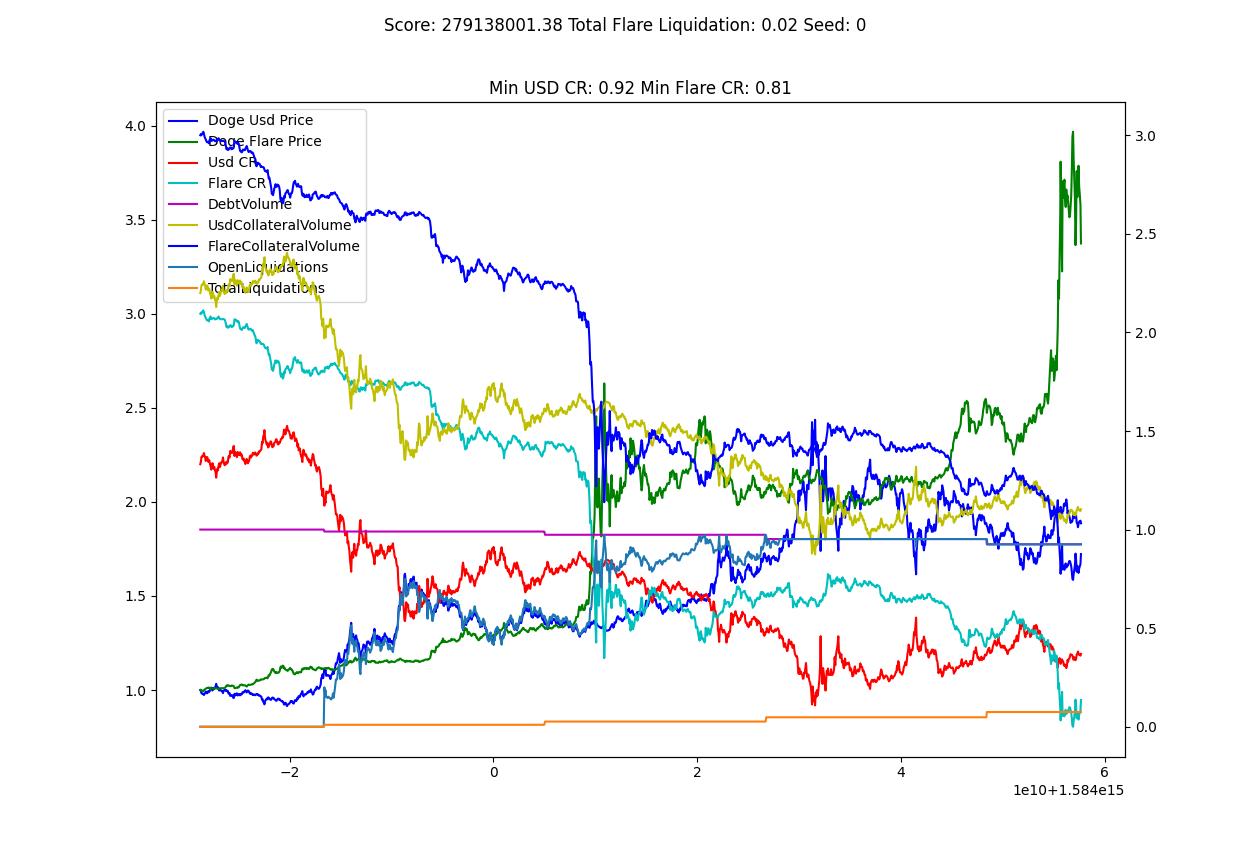 Score: 279138001.38 Total Flare Liquidation: 0.02 Seed: 0
Min USD CR: 0.92 Min Flare CR: 0.81
Doge Usd Price
Doge Flare Price
Usd CR
Flare CR
DebtVolume
UsdCollateralVolume
FlareCollateralVolume
OpenLiquidations
TotalLiquidations
4.0
3.5
3.0
2.5
2.0
1.5
1.0
3.0
2.5
2.0
1.5
1.0
0.5
0.0
−2
0
2
4
6
1e10+1.584e15